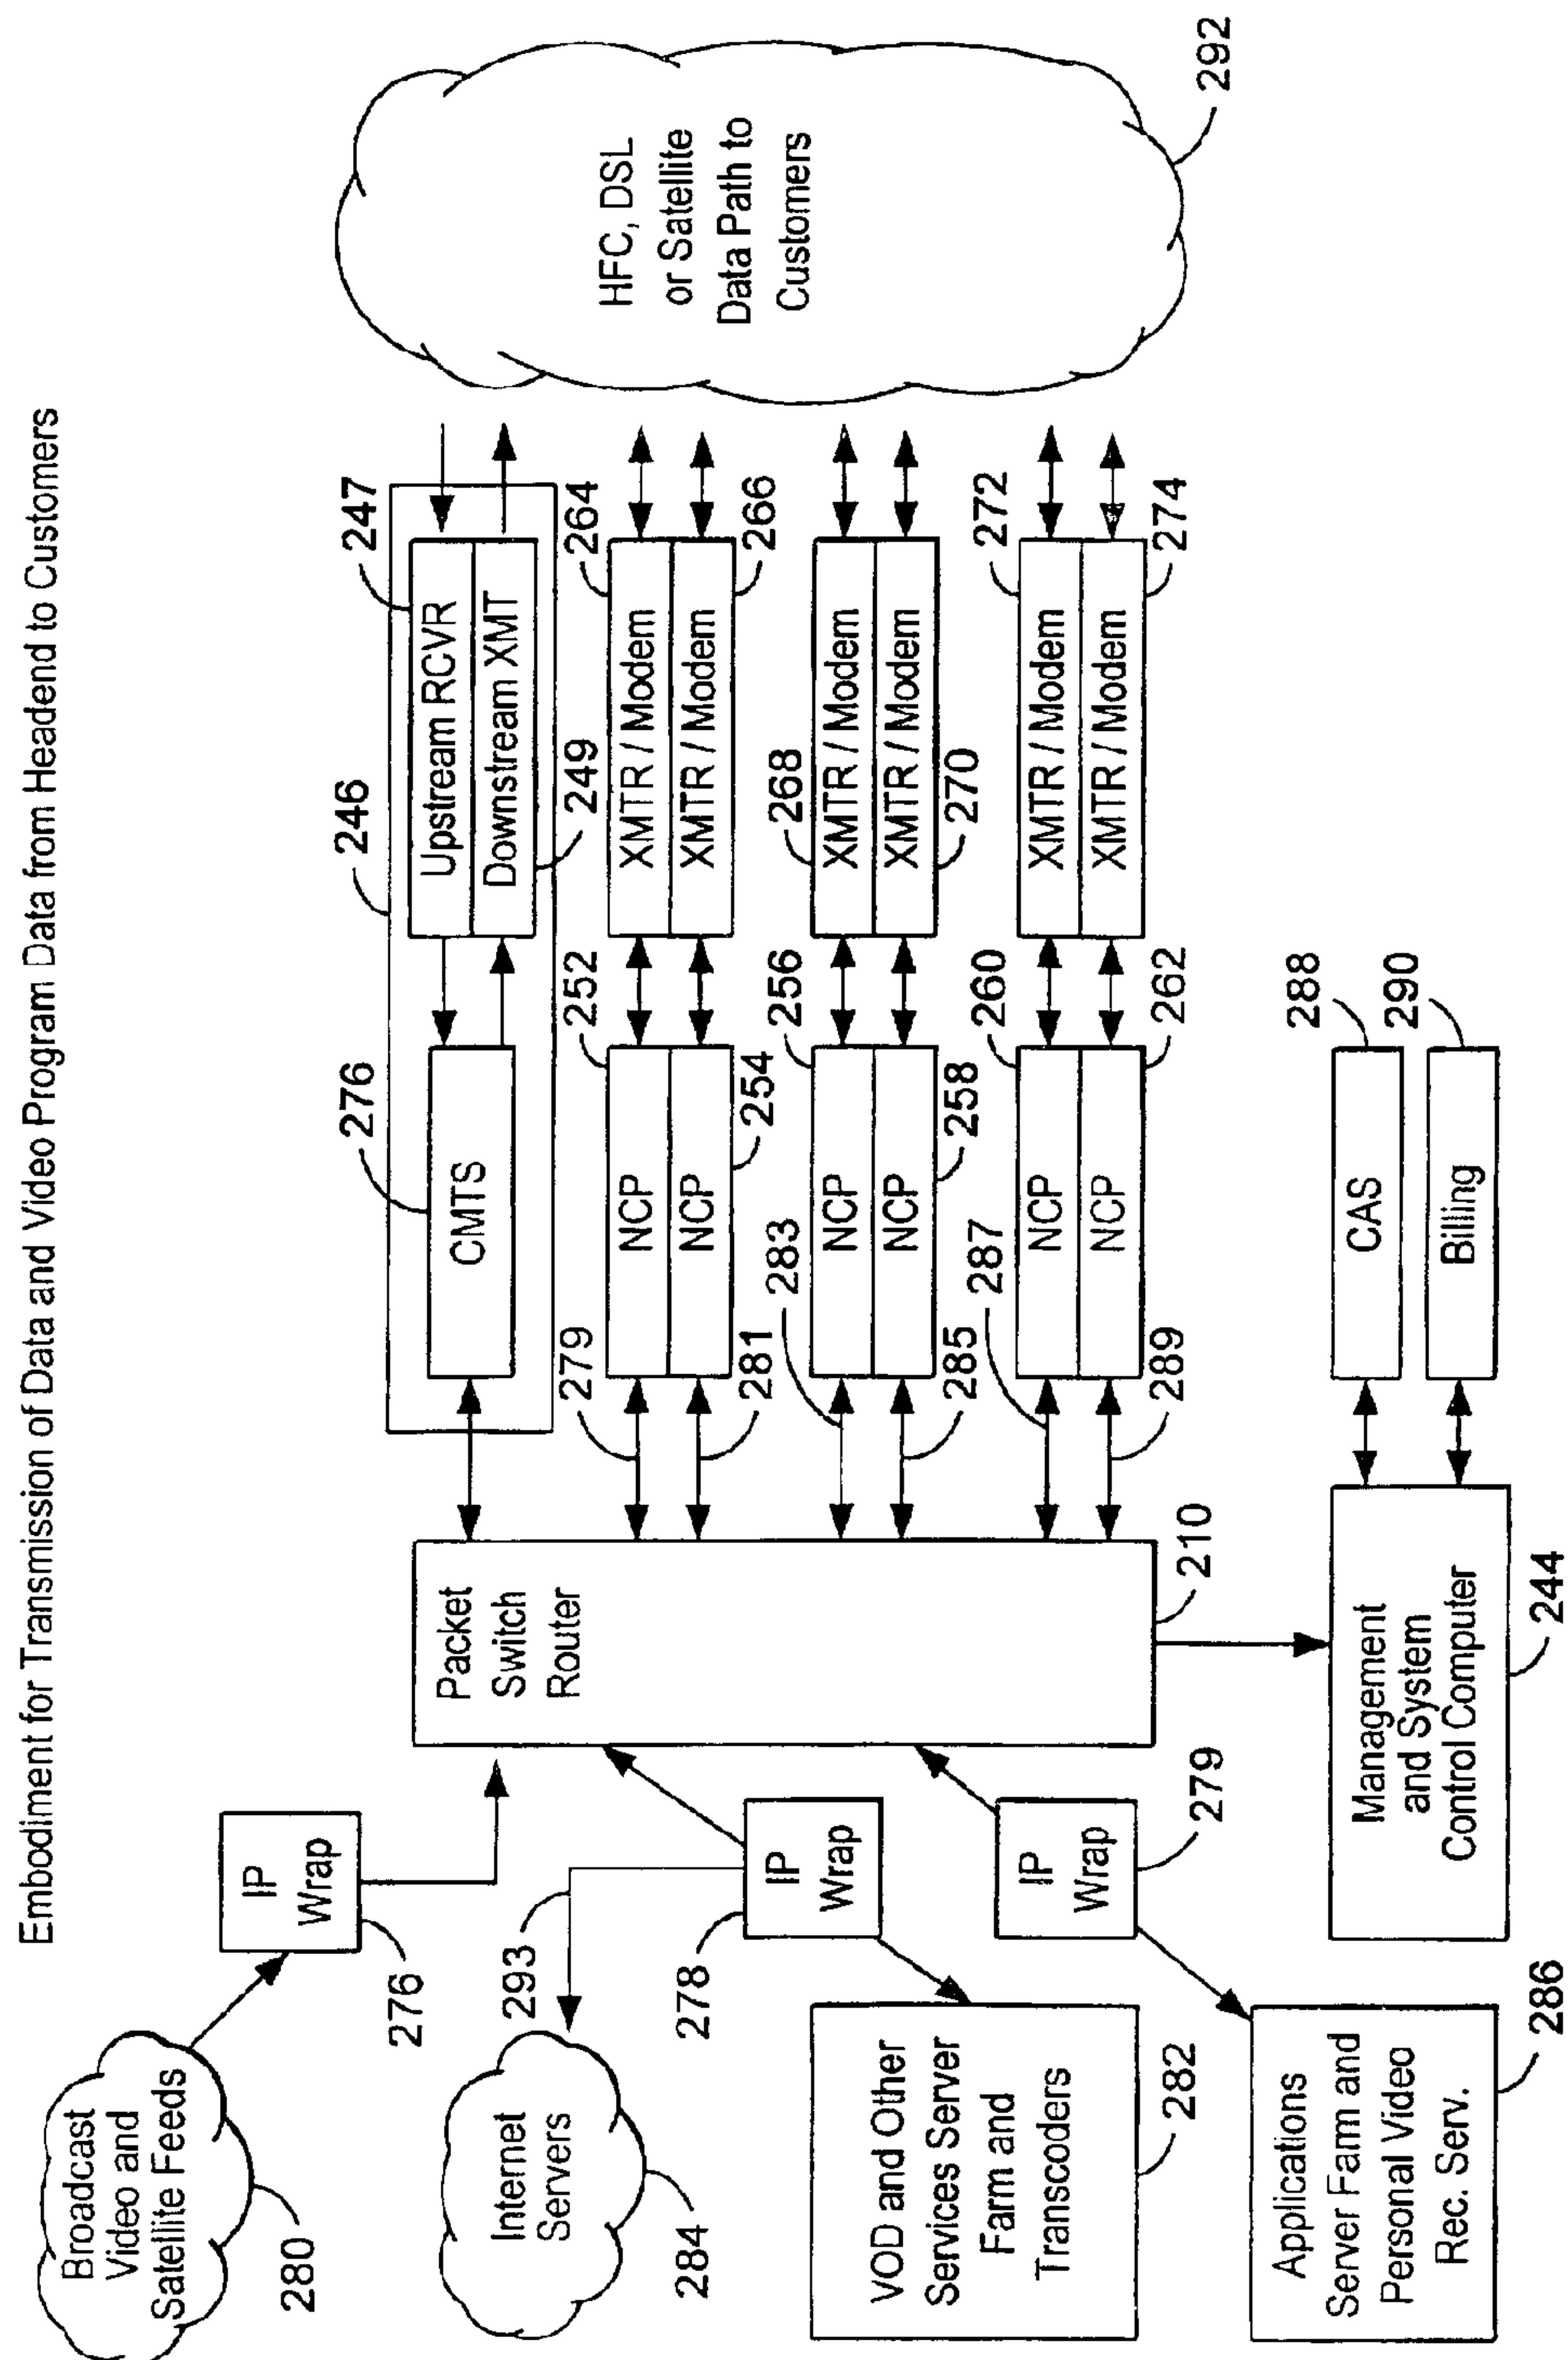 Embodiment for Transmission of Data and Video Program Data from Headend to Customers
Broadcast
Video and
Satellite Feeds
280
IP
Wrap
276
Internet
Servers
284
293
278
IP
Wrap
VOD and Other
Services Server
Farm and
Transcoders
282
IP
Wrap
279
Applications
Server Farm and
Personal Video
Rec. Serv.
286
Packet
Switch
Router
210
Management
and System
Control Computer
244
CAS
288
Billing
290
246
276
CMTS
247
Upstream RCVR
Downstream XMT
249
279
252
NCP
NCP
281
254
264
XMTR / Modem
XMTR / Modem
266
283
256
NCP
NCP
285
258
268
XMTR / Modem
XMTR / Modem
270
287
260
NCP
NCP
289
262
272
XMTR / Modem
XMTR / Modem
274
HFC, DSL
or Satellite
Data Path to
Customers
292